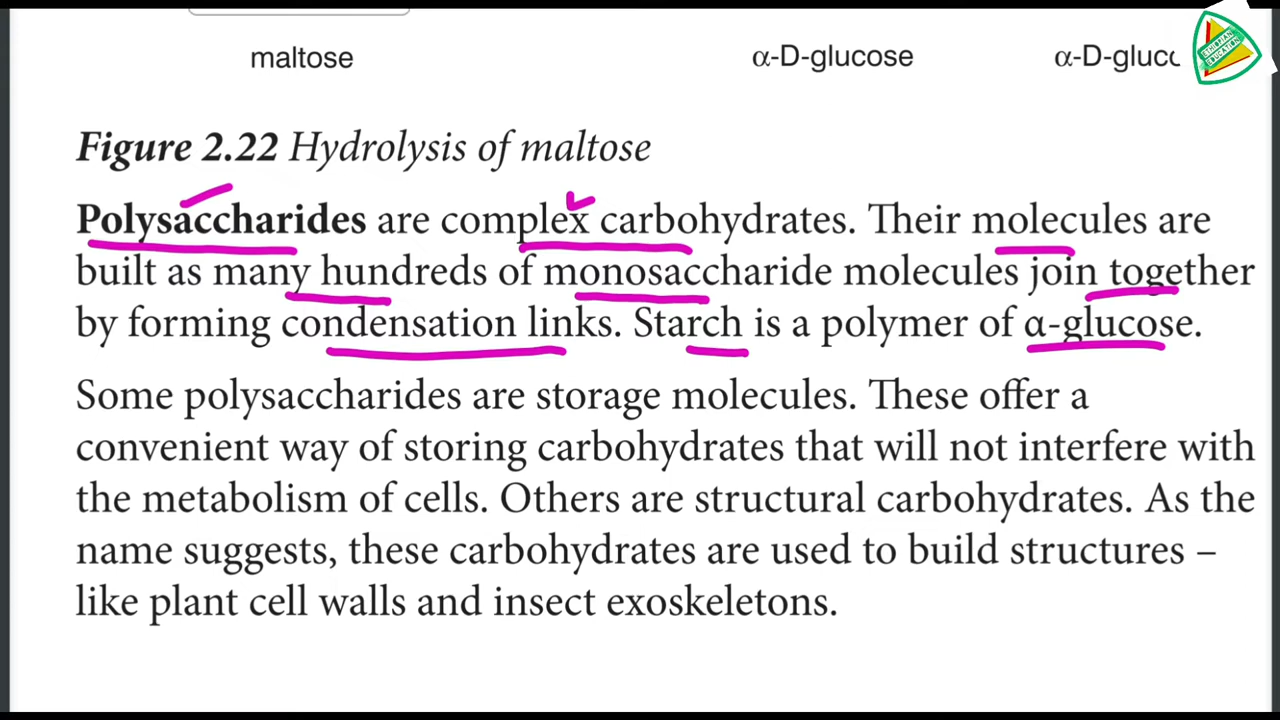 maltose α-D-glucose α-D-glucc
ETHIOPIAN
EDUCATION
Figure 2.22 Hydrolysis of maltose
Polysaccharides are complex carbohydrates. Their molecules are
built as many hundreds of monosaccharide molecules join together
by forming condensation links. Starch is a polymer of α-glucose.
Some polysaccharides are storage molecules. These offer a
convenient way of storing carbohydrates that will not interfere with
the metabolism of cells. Others are structural carbohydrates. As the
name suggests, these carbohydrates are used to build structures –
like plant cell walls and insect exoskeletons.